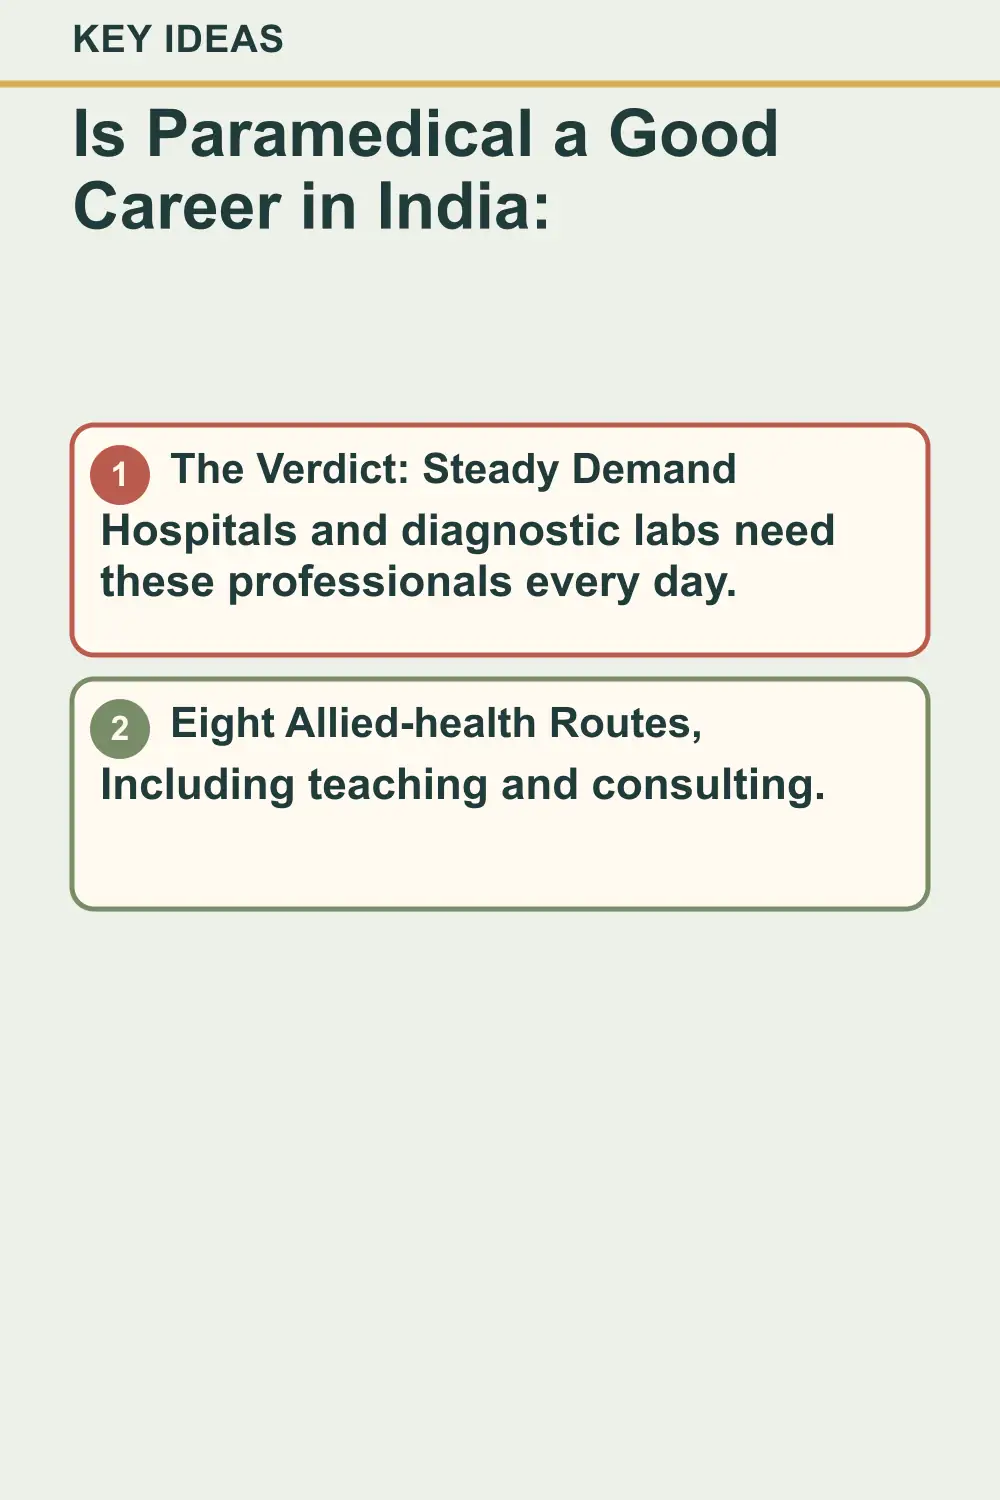 KEY IDEAS
Is Paramedical a Good
Career in India:
1 The Verdict: Steady Demand
Hospitals and diagnostic labs need
these professionals every day.
2 Eight Allied-health Routes,
Including teaching and consulting.